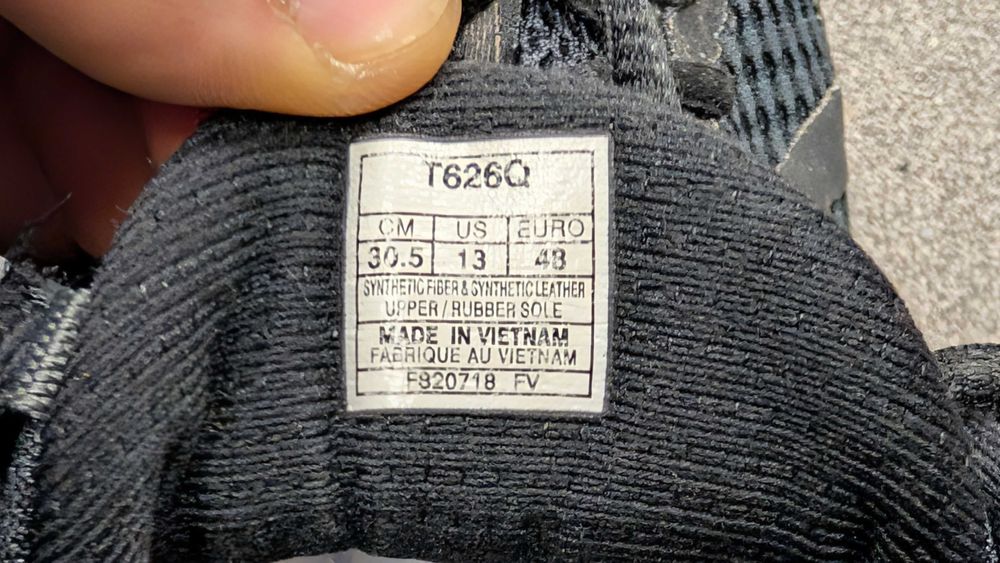 T626Q
CM US EURO
30.5 13 48
SYNTHETIC FIBER & SYNTHETIC LEATHER
UPPER / RUBBER SOLE
MADE IN VIETNAM
FABRIQUE AU VIETNAM
F820718 FV